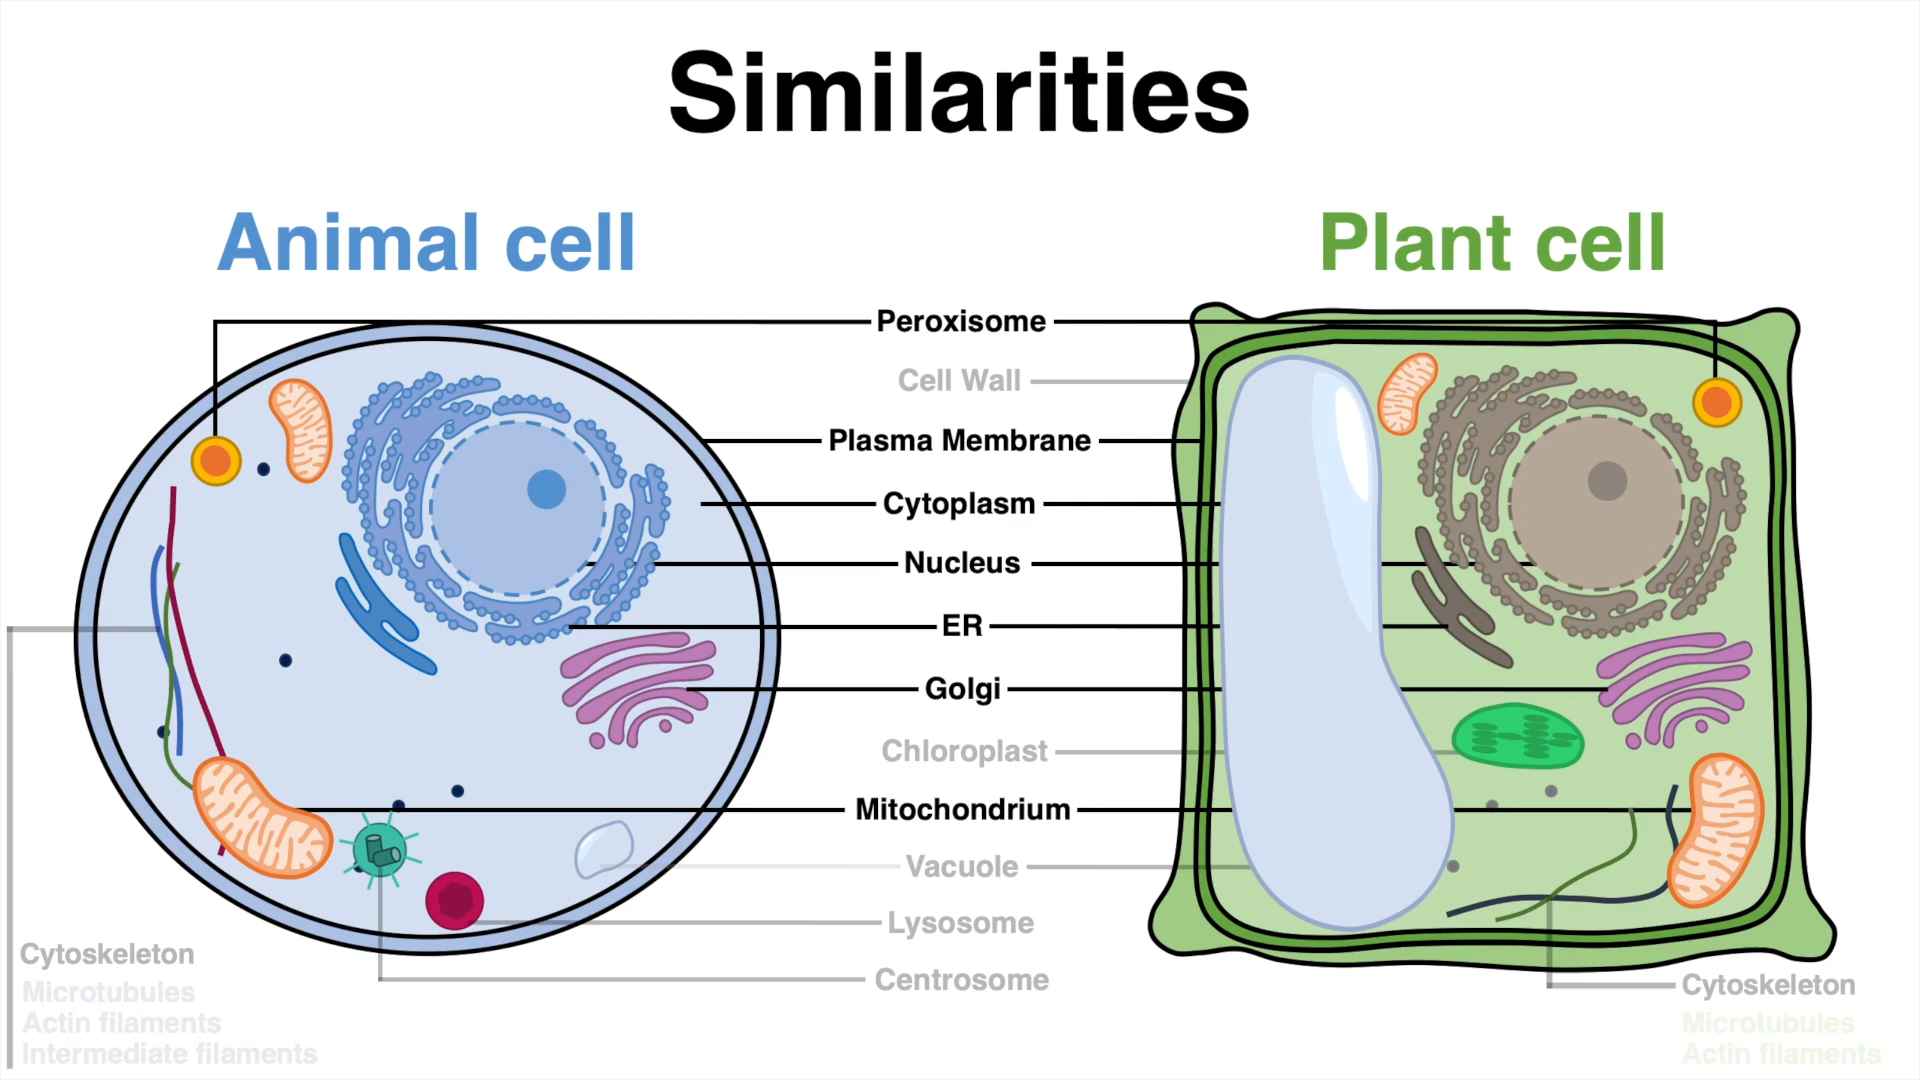 Similarities
Animal cell
Plant cell
Peroxisome
Cell Wall
Plasma Membrane
Cytoplasm
Nucleus
ER
Golgi
Chloroplast
Mitochondrium
Vacuole
Lysosome
Centrosome
Cytoskeleton
Microtubules
Actin filaments
Intermediate filaments
Cytoskeleton
Microtubules
Actin filaments